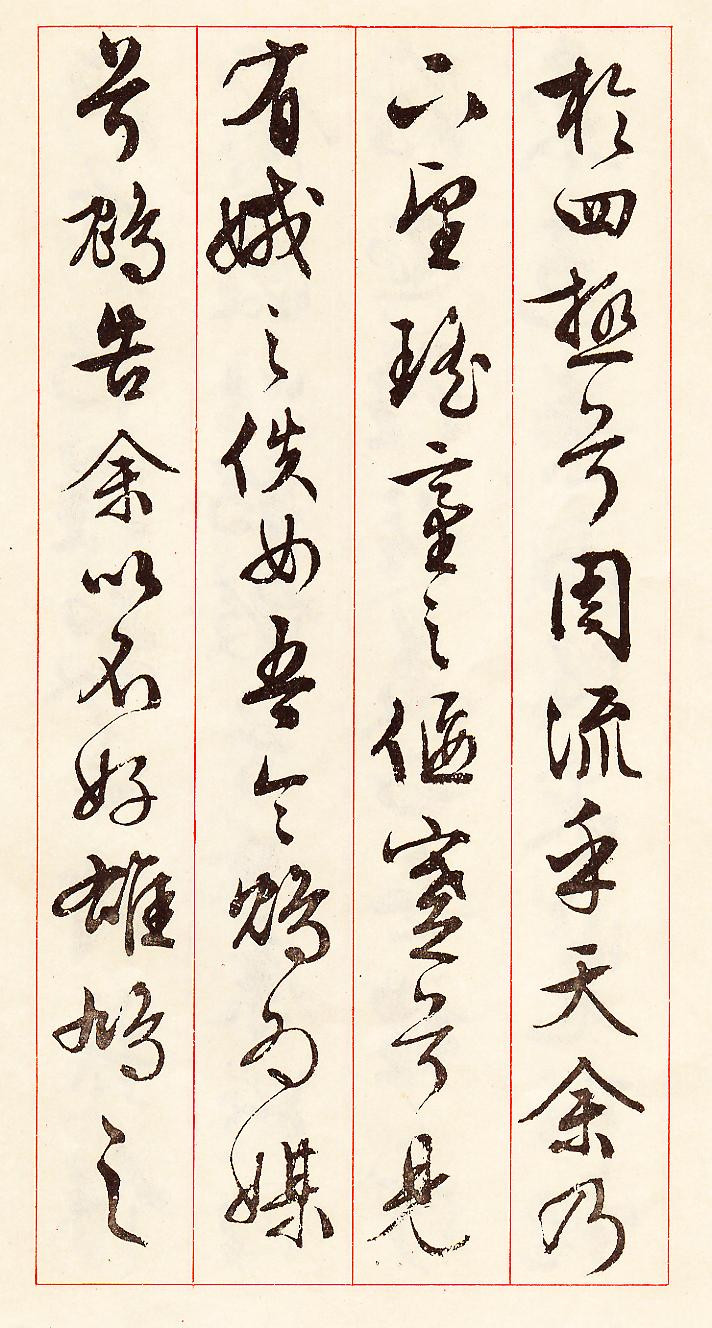 於四極兮周流乎天余乃
下望瑤臺之偃蹇兮見
有娀之佚女吾令鴆為媒
兮鴆告余以不好雄鳩之